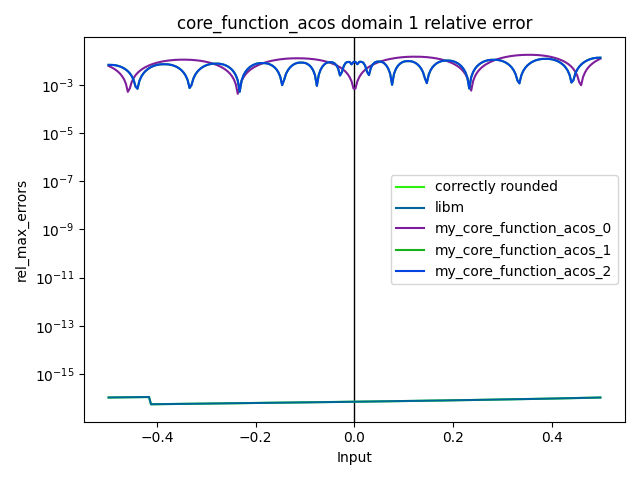 core_function_acos domain 1 relative error
rel_max_errors
10⁻³
10⁻⁵
10⁻⁷
10⁻⁹
10⁻¹¹
10⁻¹³
10⁻¹⁵
correctly rounded
libm
my_core_function_acos_0
my_core_function_acos_1
my_core_function_acos_2
−0.4 −0.2 0.0 0.2 0.4
Input